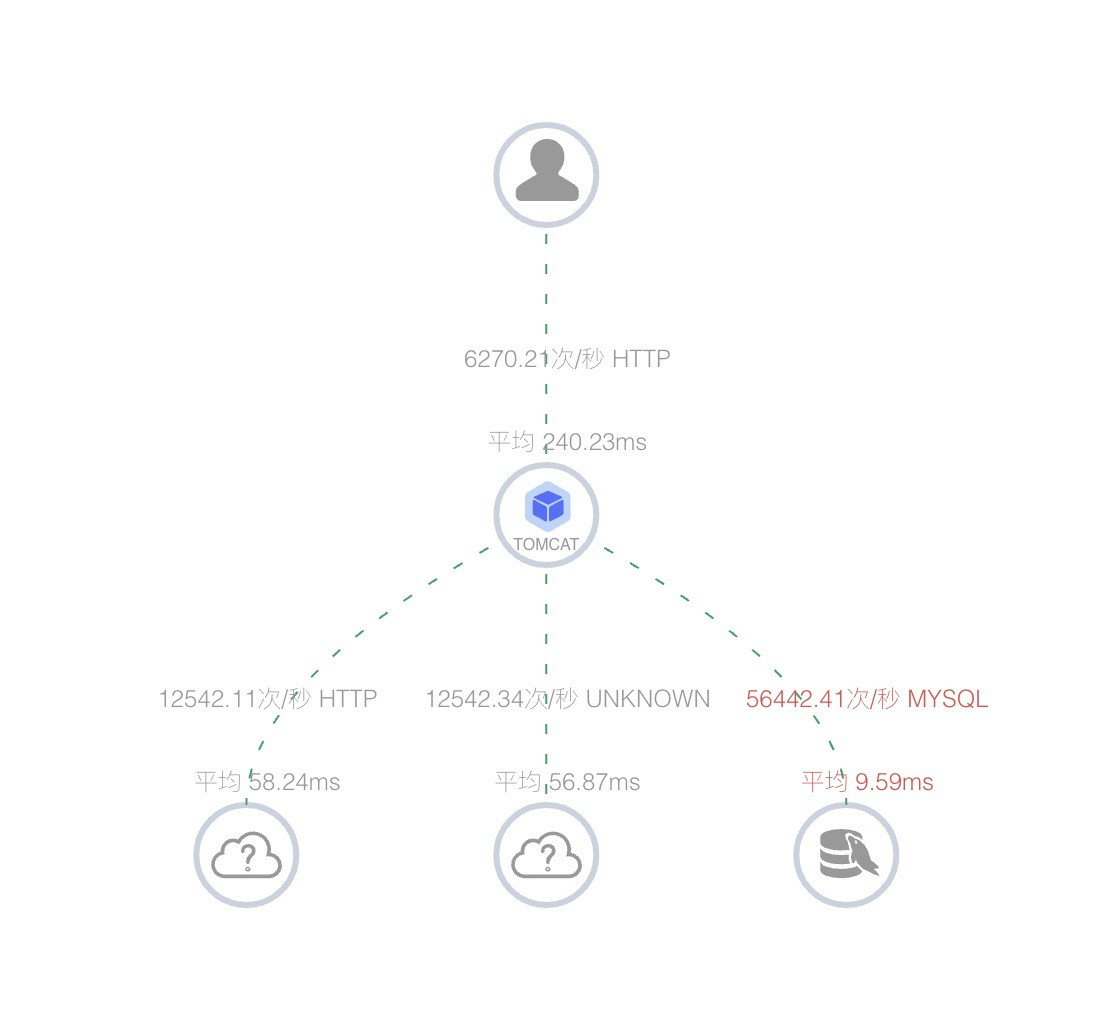 6270.21次/秒 HTTP
平均 240.23ms
TOMCAT
12542.11次/秒 HTTP
12542.34次/秒 UNKNOWN
56442.41次/秒 MYSQL
平均 58.24ms
平均 56.87ms
平均 9.59ms